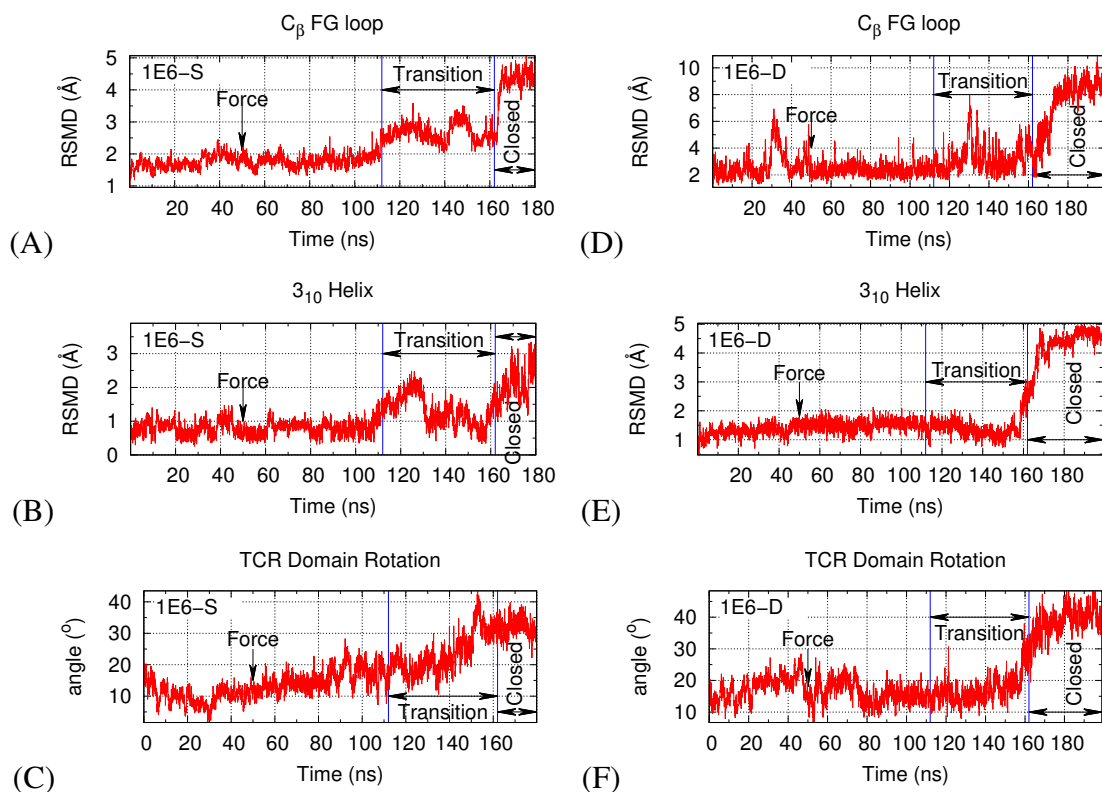 Cβ FG loop
1E6−S
Transition
Force
Closed
RSMD (Å)
5
4
3
2
1
20 40 60 80 100 120 140 160 180
Time (ns)
(A)
3₁₀ Helix
1E6−S
Transition
Force
Closed
RSMD (Å)
3
2
1
0
20 40 60 80 100 120 140 160 180
Time (ns)
(B)
TCR Domain Rotation
1E6−S
Force
Transition
Closed
angle (°)
40
30
20
10
0 20 40 60 80 100 120 140 160
Time (ns)
(C)
Cβ FG loop
1E6−D
Transition
Force
Closed
RSMD (Å)
10
8
6
4
2
20 40 60 80 100 120 140 160 180
Time (ns)
(D)
3₁₀ Helix
1E6−D
Force
Transition
Closed
RSMD (Å)
5
4
3
2
1
20 40 60 80 100 120 140 160 180
Time (ns)
(E)
TCR Domain Rotation
1E6−D
Force
Transition
Closed
angle (°)
40
30
20
10
0 20 40 60 80 100 120 140 160 180
Time (ns)
(F)